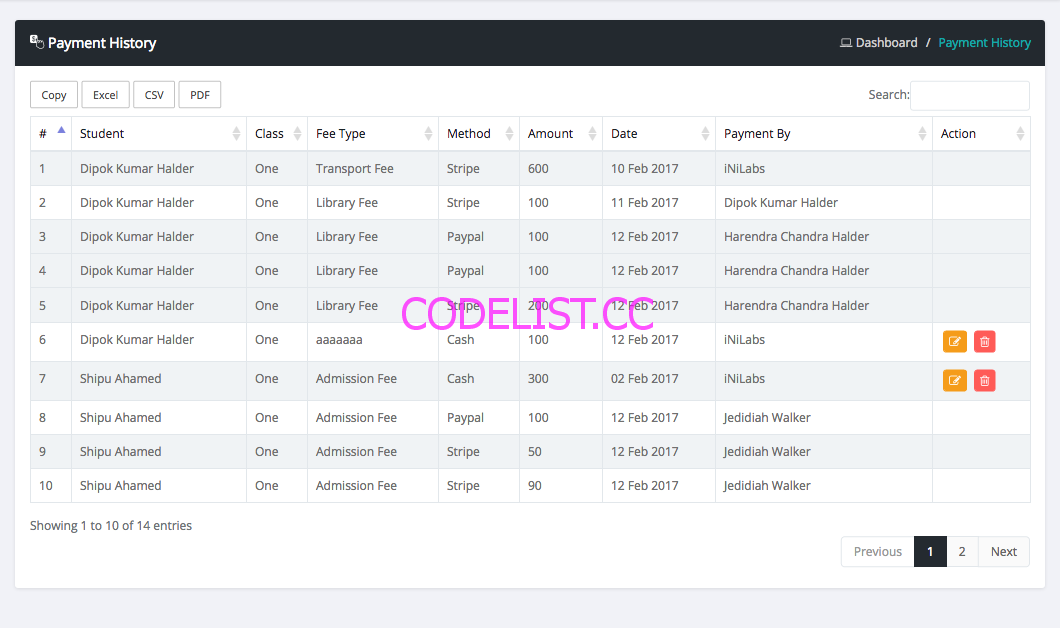 Payment History Dashboard / Payment History
Copy Excel CSV PDF Search:
# Student Class Fee Type Method Amount Date Payment By Action
1 Dipok Kumar Halder One Transport Fee Stripe 600 10 Feb 2017 iNiLabs
2 Dipok Kumar Halder One Library Fee Stripe 100 11 Feb 2017 Dipok Kumar Halder
3 Dipok Kumar Halder One Library Fee Paypal 100 12 Feb 2017 Harendra Chandra Halder
4 Dipok Kumar Halder One Library Fee Paypal 100 12 Feb 2017 Harendra Chandra Halder
5 Dipok Kumar Halder One Library Fee Stripe 200 12 Feb 2017 Harendra Chandra Halder
CODELIST.CC
6 Dipok Kumar Halder One aaaaaaa Cash 100 12 Feb 2017 iNiLabs
7 Shipu Ahamed One Admission Fee Cash 300 02 Feb 2017 iNiLabs
8 Shipu Ahamed One Admission Fee Paypal 100 12 Feb 2017 Jedidiah Walker
9 Shipu Ahamed One Admission Fee Stripe 50 12 Feb 2017 Jedidiah Walker
10 Shipu Ahamed One Admission Fee Stripe 90 12 Feb 2017 Jedidiah Walker
Showing 1 to 10 of 14 entries
Previous 1 2 Next